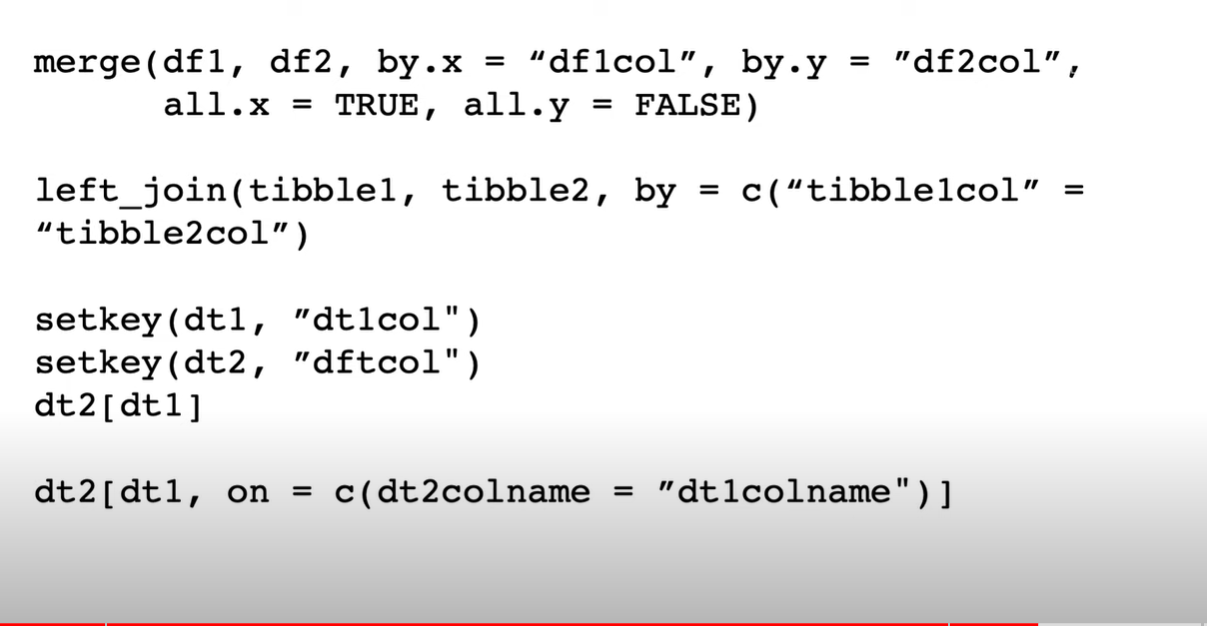 merge(df1, df2, by.x = “df1col”, by.y = ”df2col”,
all.x = TRUE, all.y = FALSE)
left_join(tibble1, tibble2, by = c(“tibble1col” =
“tibble2col”)
setkey(dt1, ”dt1col")
setkey(dt2, ”dftcol")
dt2[dt1]
dt2[dt1, on = c(dt2colname = ”dt1colname")]